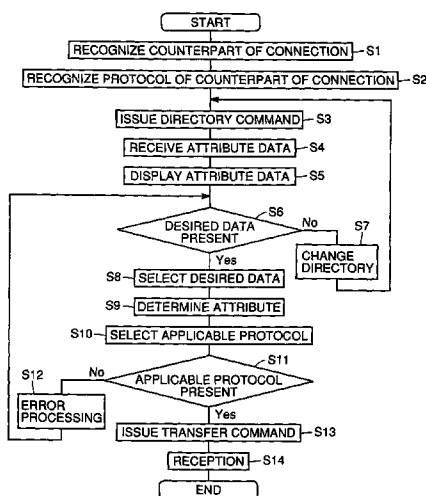 START
RECOGNIZE COUNTERPART OF CONNECTION S1
RECOGNIZE PROTOCOL OF COUNTERPART OF CONNECTION S2
ISSUE DIRECTORY COMMAND S3
RECEIVE ATTRIBUTE DATA S4
DISPLAY ATTRIBUTE DATA S5
S6
DESIRED DATA
PRESENT
No
S7
CHANGE
DIRECTORY
Yes
S8 SELECT DESIRED DATA
S9 DETERMINE ATTRIBUTE
S10 SELECT APPLICABLE PROTOCOL
S11
APPLICABLE PROTOCOL
PRESENT
No
S12
ERROR
PROCESSING
Yes
ISSUE TRANSFER COMMAND S13
RECEPTION S14
END